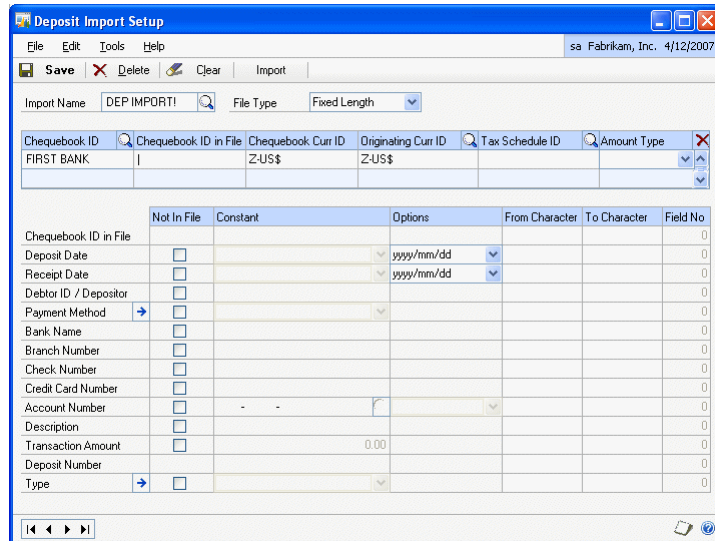 Deposit Import Setup
File Edit Tools Help sa Fabrikam, Inc. 4/12/2007
Save Delete Clear Import
Import Name DEP IMPORT! File Type Fixed Length
Chequebook ID Chequebook ID in File Chequebook Curr ID Originating Curr ID Tax Schedule ID Amount Type
FIRST BANK Z-US$ Z-US$
Not In File Constant Options From Character To Character Field No
Chequebook ID in File 0
Deposit Date yyyy/mm/dd 0
Receipt Date yyyy/mm/dd 0
Debtor ID / Depositor 0
Payment Method 0
Bank Name 0
Branch Number 0
Check Number 0
Credit Card Number 0
Account Number - - 0
Description 0
Transaction Amount 0.00 0
Deposit Number 0
Type 0